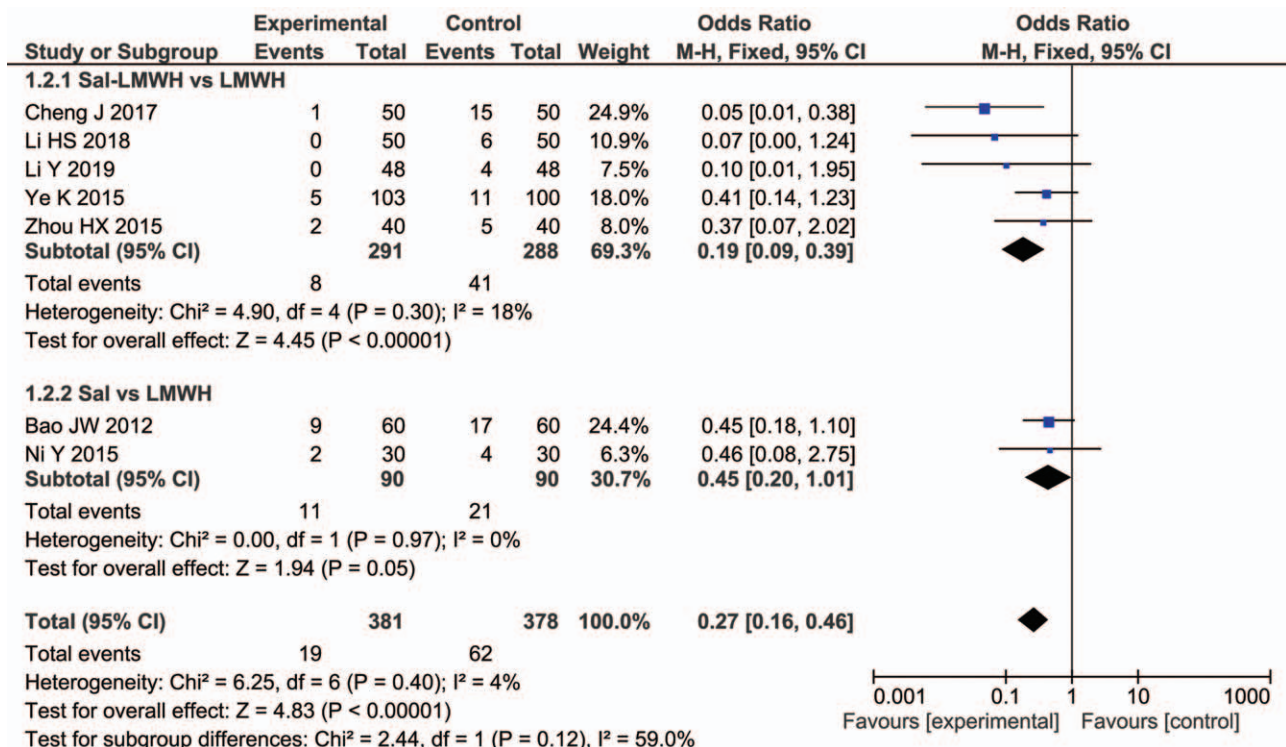 Experimental Control Odds Ratio Odds Ratio
Study or Subgroup Events Total Events Total Weight M-H, Fixed, 95% CI M-H, Fixed, 95% CI
1.2.1 Sal-LMWH vs LMWH
Cheng J 2017 1 50 15 50 24.9% 0.05 [0.01, 0.38]
Li HS 2018 0 50 6 50 10.9% 0.07 [0.00, 1.24]
Li Y 2019 0 48 4 48 7.5% 0.10 [0.01, 1.95]
Ye K 2015 5 103 11 100 18.0% 0.41 [0.14, 1.23]
Zhou HX 2015 2 40 5 40 8.0% 0.37 [0.07, 2.02]
Subtotal (95% CI) 291 288 69.3% 0.19 [0.09, 0.39]
Total events 8 41
Heterogeneity: Chi² = 4.90, df = 4 (P = 0.30); I² = 18%
Test for overall effect: Z = 4.45 (P < 0.00001)
1.2.2 Sal vs LMWH
Bao JW 2012 9 60 17 60 24.4% 0.45 [0.18, 1.10]
Ni Y 2015 2 30 4 30 6.3% 0.46 [0.08, 2.75]
Subtotal (95% CI) 90 90 30.7% 0.45 [0.20, 1.01]
Total events 11 21
Heterogeneity: Chi² = 0.00, df = 1 (P = 0.97); I² = 0%
Test for overall effect: Z = 1.94 (P = 0.05)
Total (95% CI) 381 378 100.0% 0.27 [0.16, 0.46]
Total events 19 62
Heterogeneity: Chi² = 6.25, df = 6 (P = 0.40); I² = 4%
Test for overall effect: Z = 4.83 (P < 0.00001)
Test for subgroup differences: Chi² = 2.44, df = 1 (P = 0.12), I² = 59.0%
0.001 0.1 1 10 1000
Favours [experimental] Favours [control]